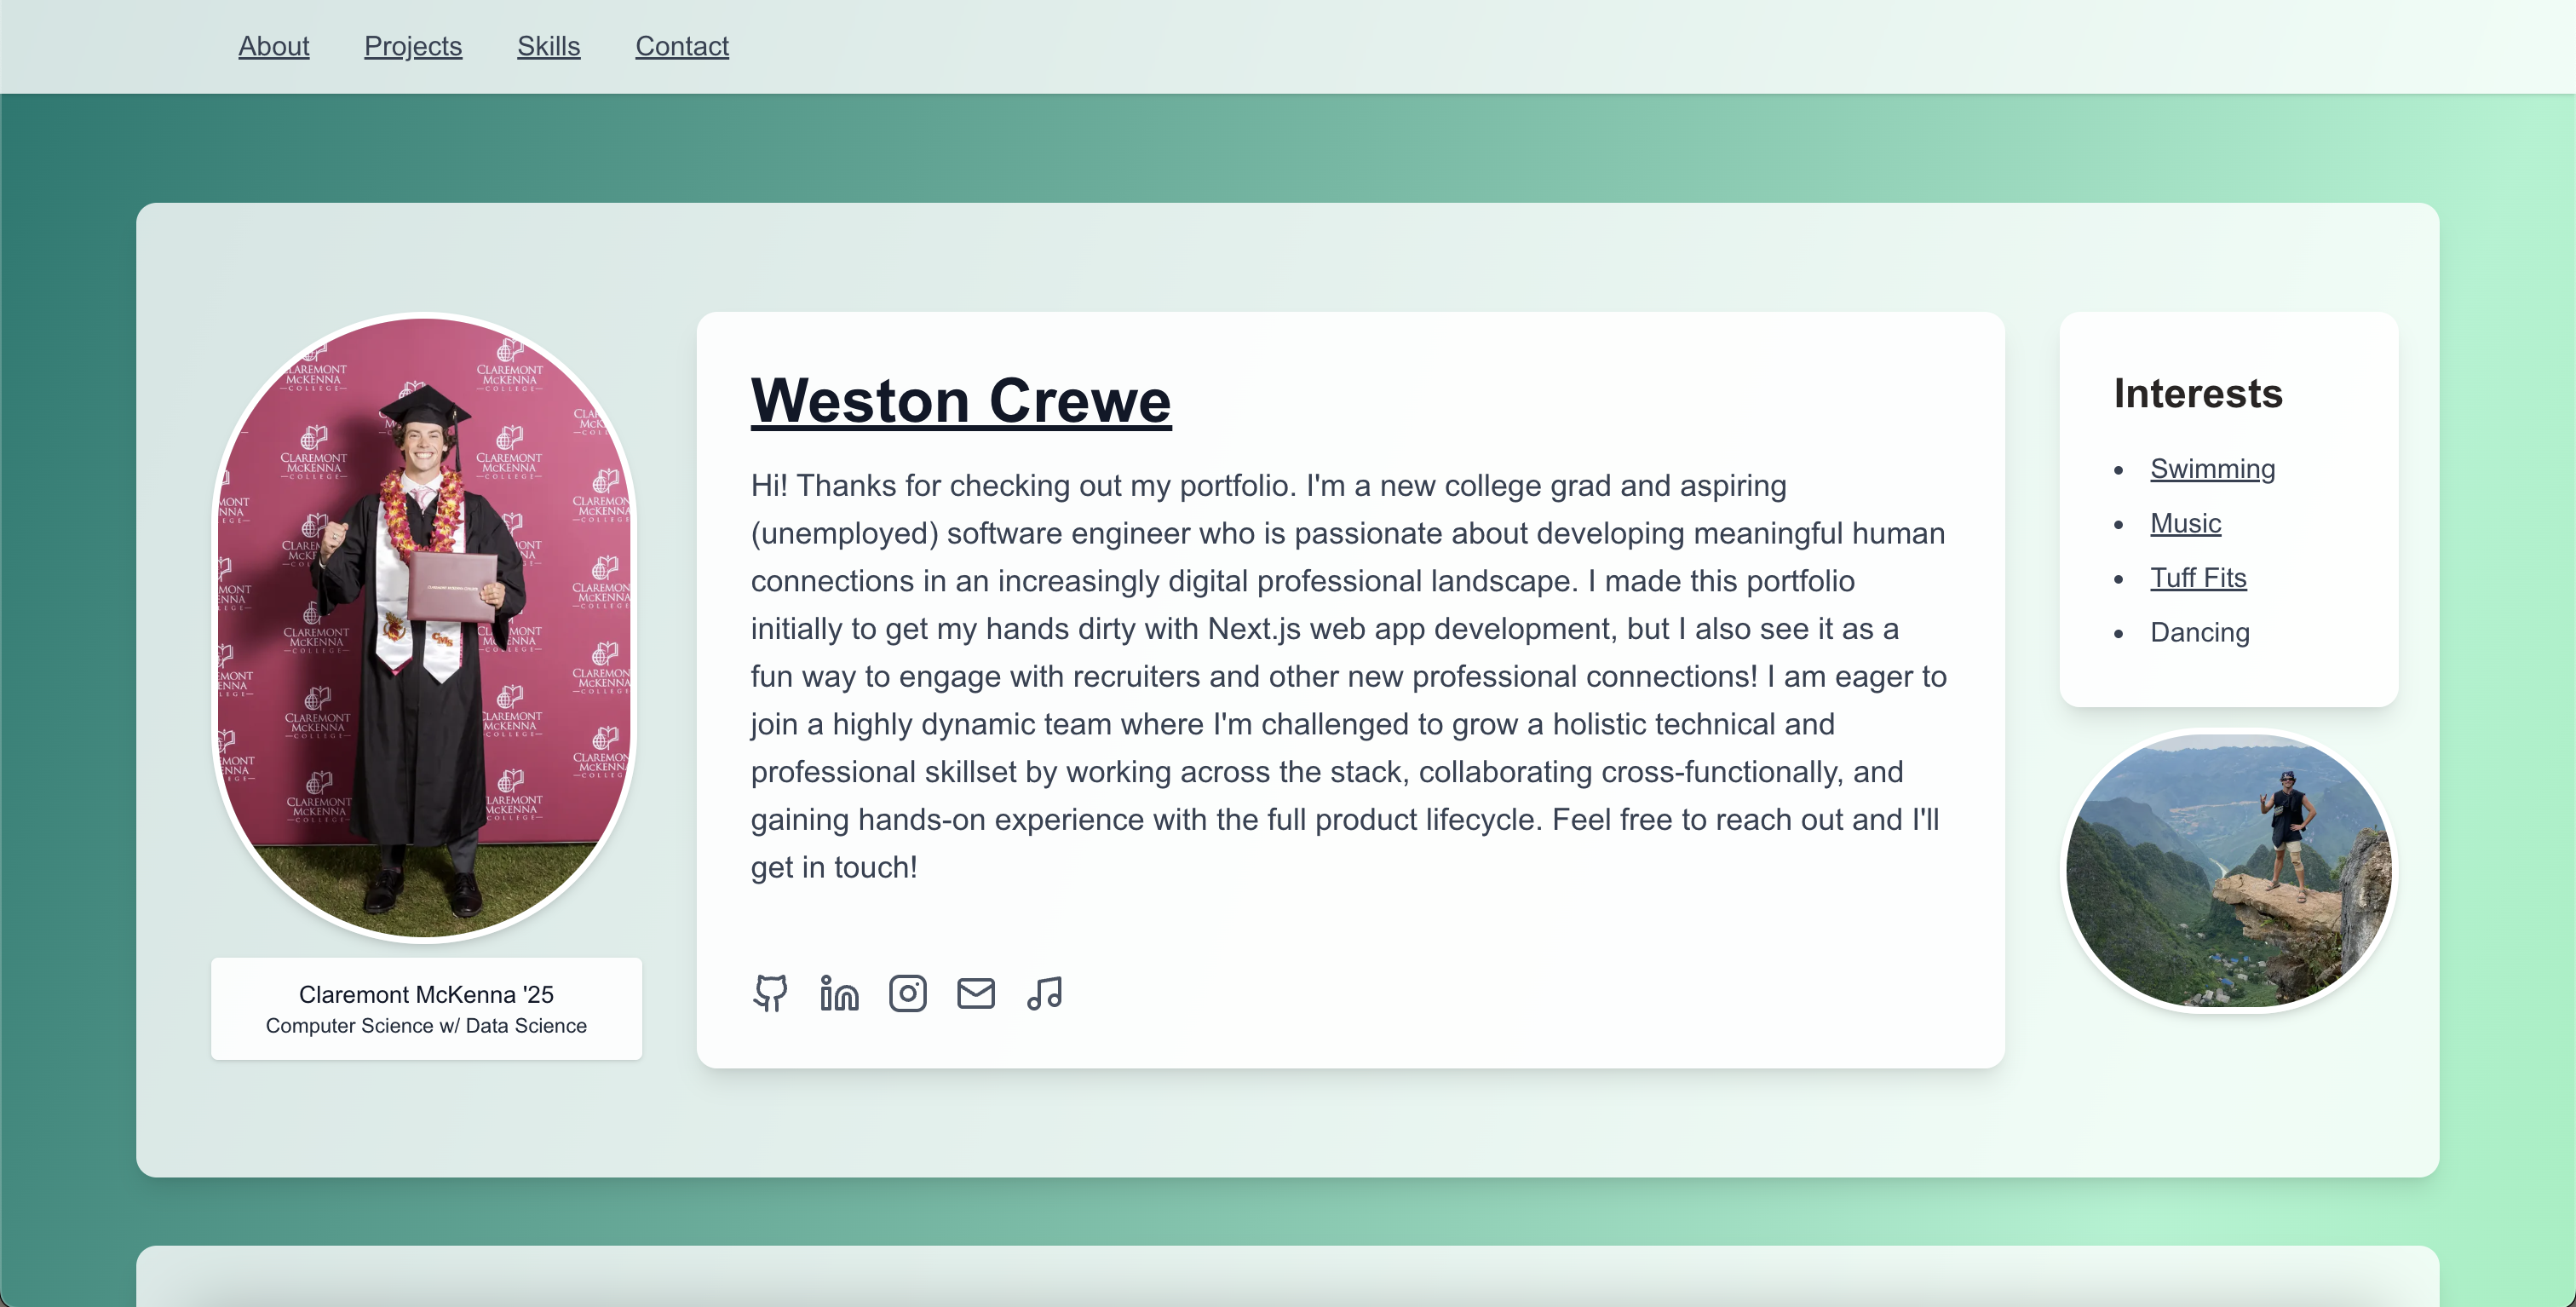 About Projects Skills Contact
CLAREMONT
MCKENNA
COLLEGE
CMS
Claremont McKenna '25
Computer Science w/ Data Science
Weston Crewe
Hi! Thanks for checking out my portfolio. I'm a new college grad and aspiring
(unemployed) software engineer who is passionate about developing meaningful human
connections in an increasingly digital professional landscape. I made this portfolio
initially to get my hands dirty with Next.js web app development, but I also see it as a
fun way to engage with recruiters and other new professional connections! I am eager to
join a highly dynamic team where I'm challenged to grow a holistic technical and
professional skillset by working across the stack, collaborating cross-functionally, and
gaining hands-on experience with the full product lifecycle. Feel free to reach out and I'll
get in touch!
Interests
Swimming
Music
Tuff Fits
Dancing